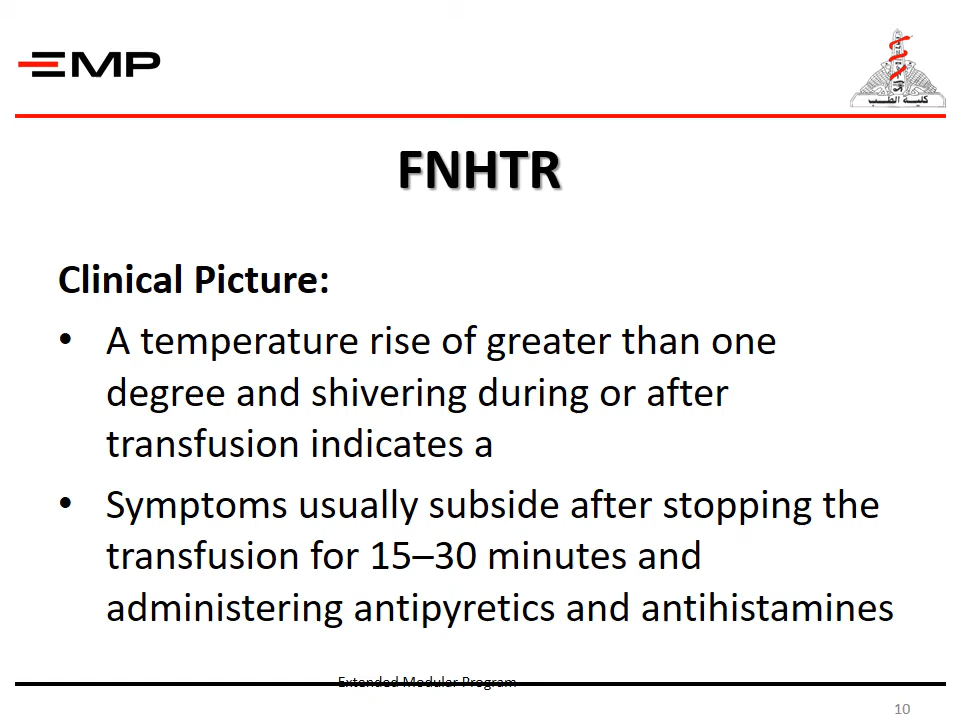 EMP
كلية الطب
FNHTR
Clinical Picture:
• A temperature rise of greater than one
degree and shivering during or after
transfusion indicates a
• Symptoms usually subside after stopping the
transfusion for 15–30 minutes and
administering antipyretics and antihistamines
Extended Modular Program
10